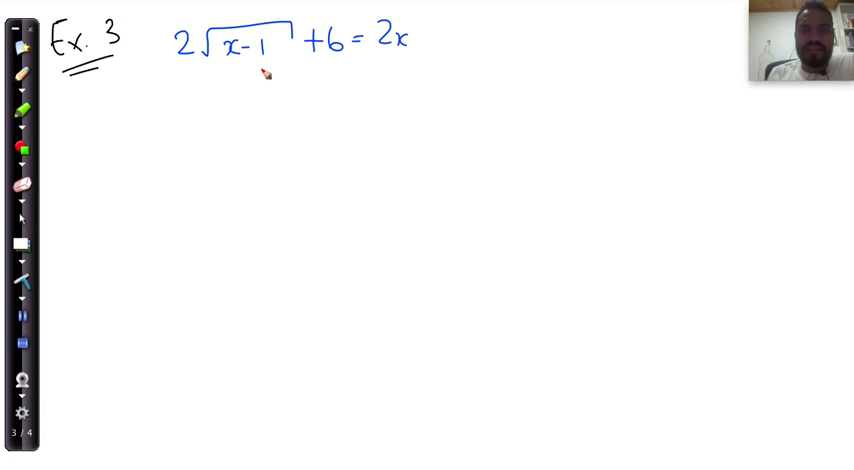 Ex. 3 2√(x-1) +6 = 2x
3 / 4